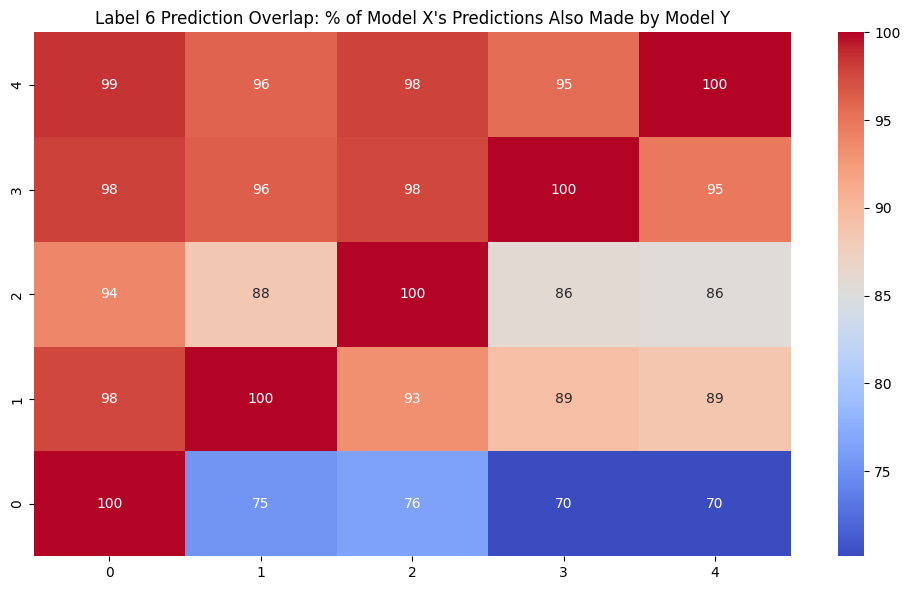 Label 6 Prediction Overlap: % of Model X's Predictions Also Made by Model Y
4 99 96 98 95 100
3 98 96 98 100 95
2 94 88 100 86 86
1 98 100 93 89 89
0 100 75 76 70 70
0 1 2 3 4
100
95
90
85
80
75